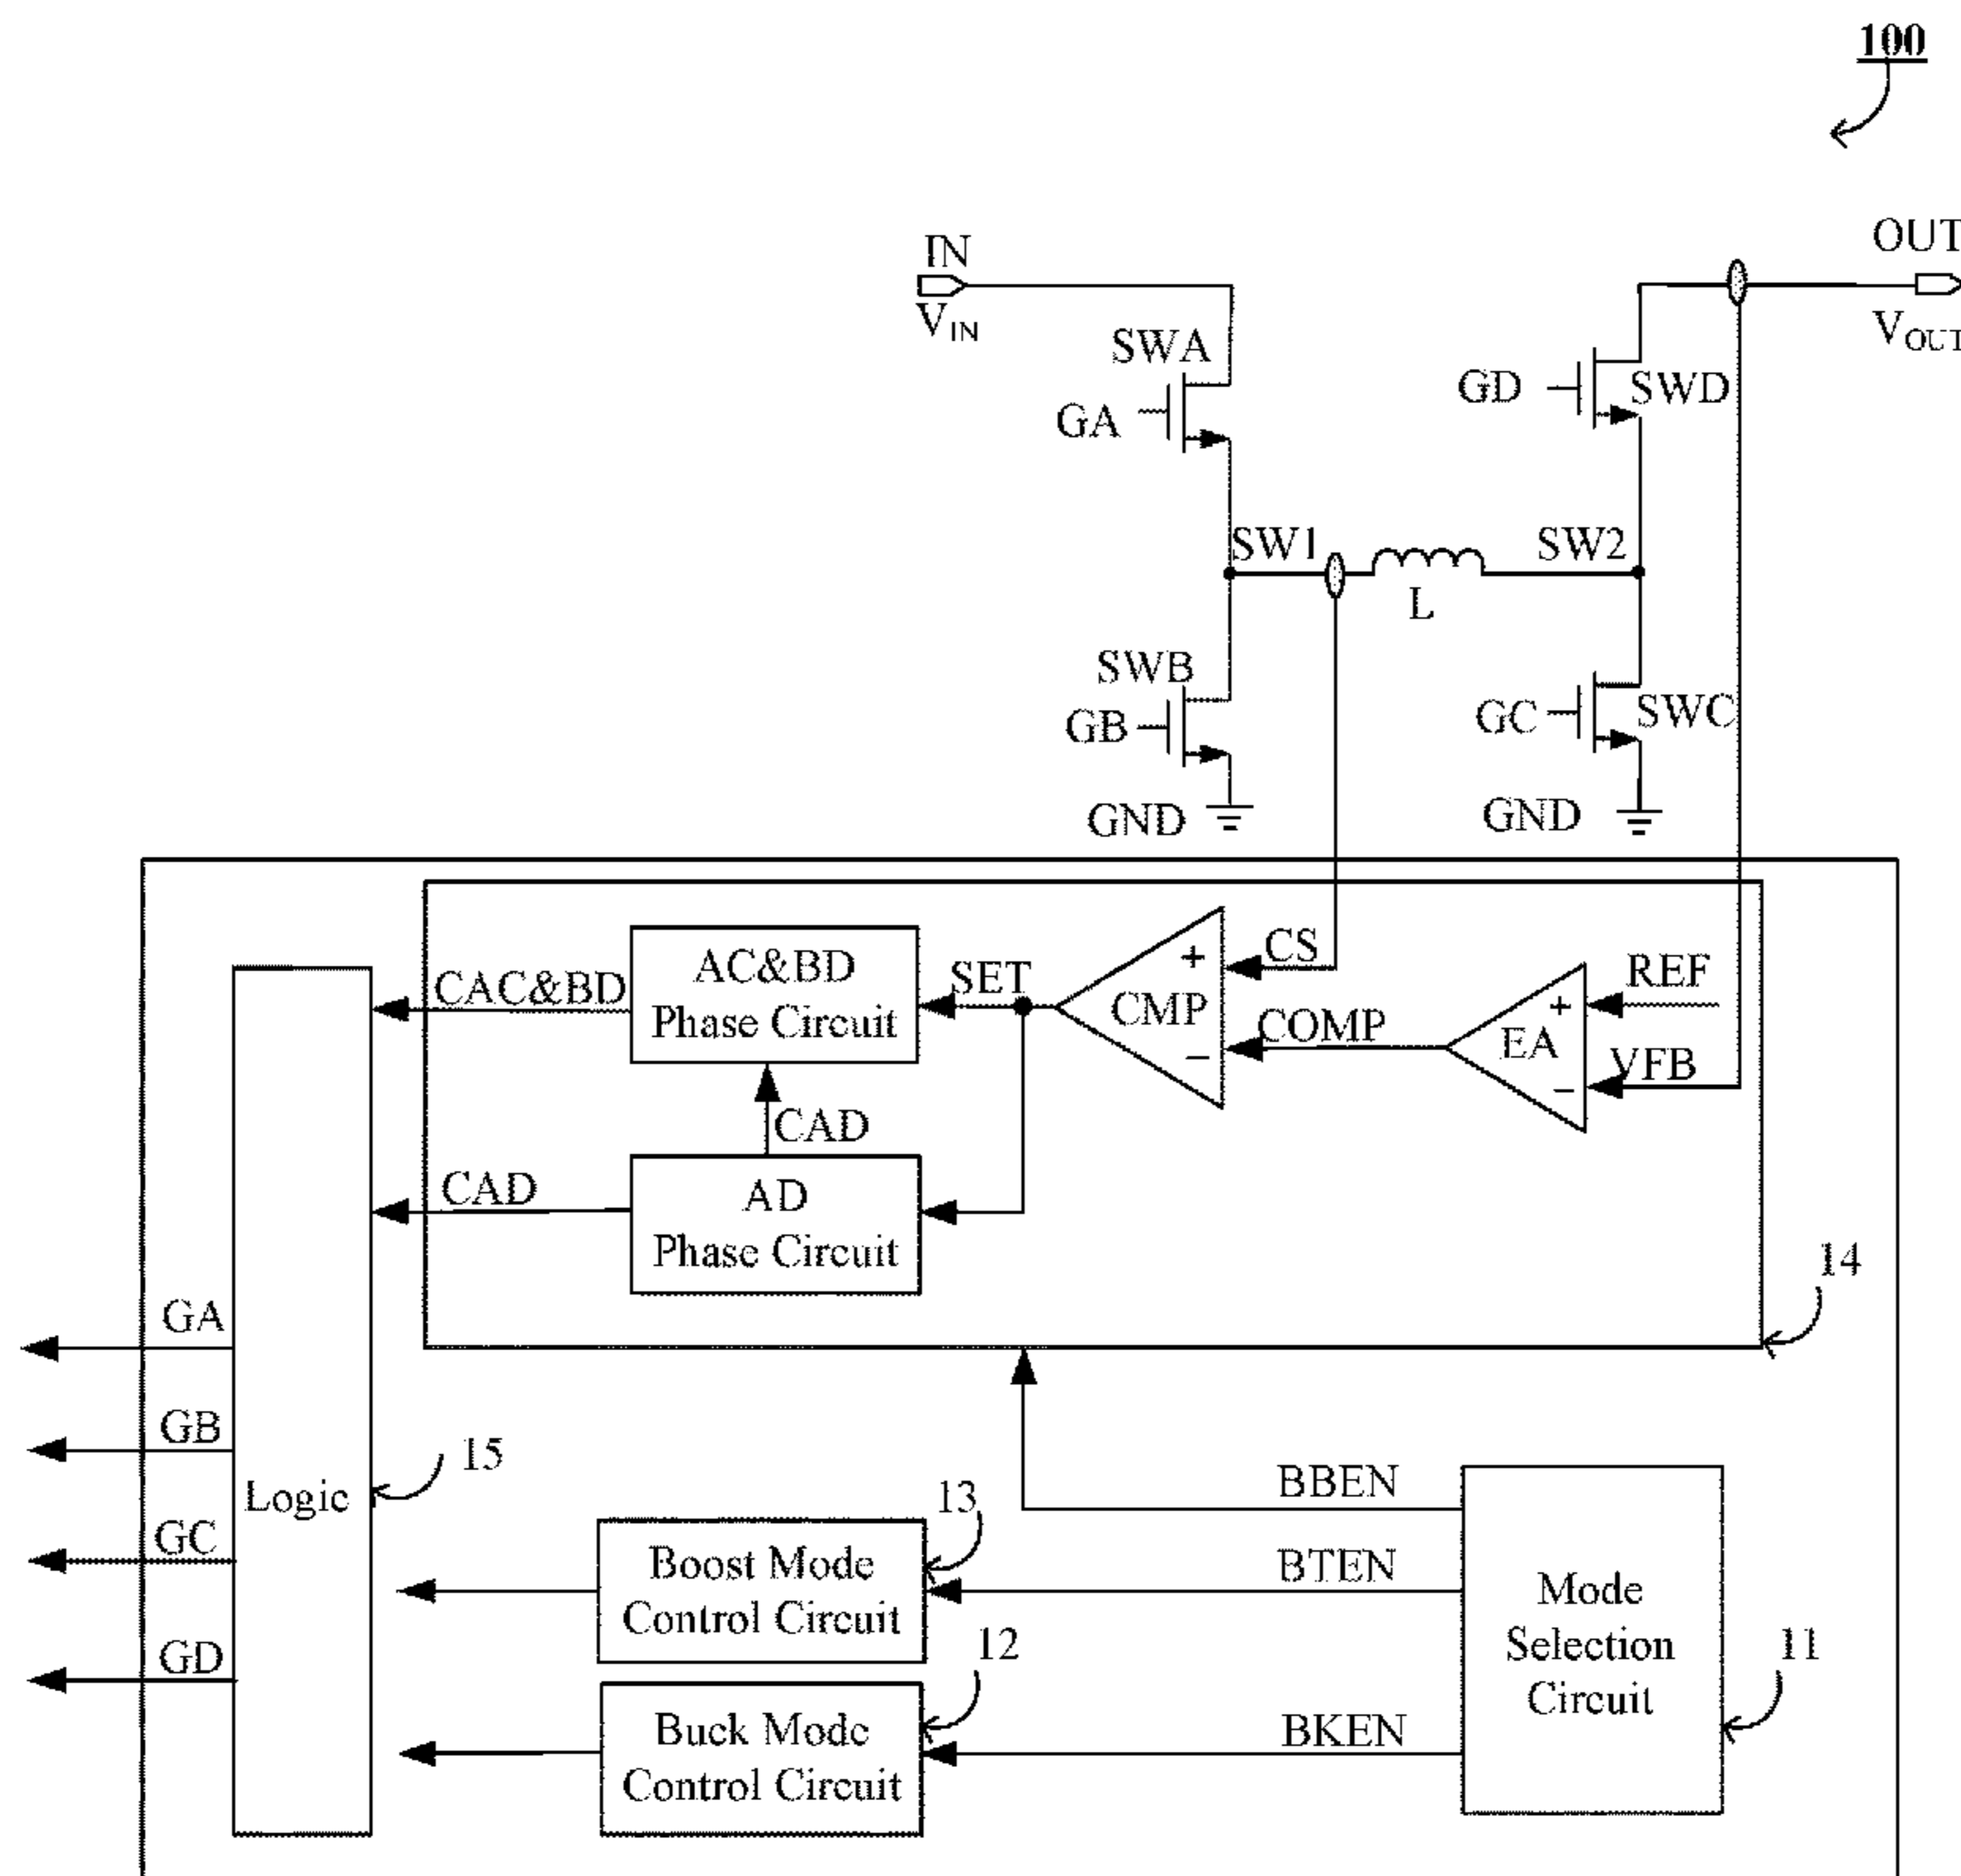 100
IN
VIN
OUT
VOUT
SWA
GA
GD
SWD
SW1
SW2
L
SWB
GB
GC
SWC
GND
GND
AC&BD
Phase Circuit
CAC&BD
SET
CMP
+
−
CS
COMP
EA
+
−
REF
VFB
CAD
CAD
AD
Phase Circuit
14
GA
GB
GC
GD
Logic
15
BBEN
BTEN
BKEN
13
Boost Mode
Control Circuit
12
Buck Mode
Control Circuit
Mode
Selection
Circuit
11